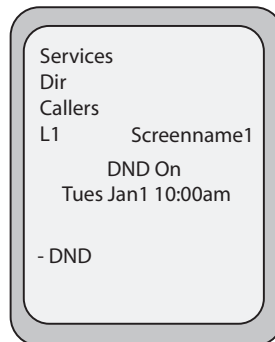 Services
Dir
Callers
L1 Screenname1
DND On
Tues Jan1 10:00am
- DND